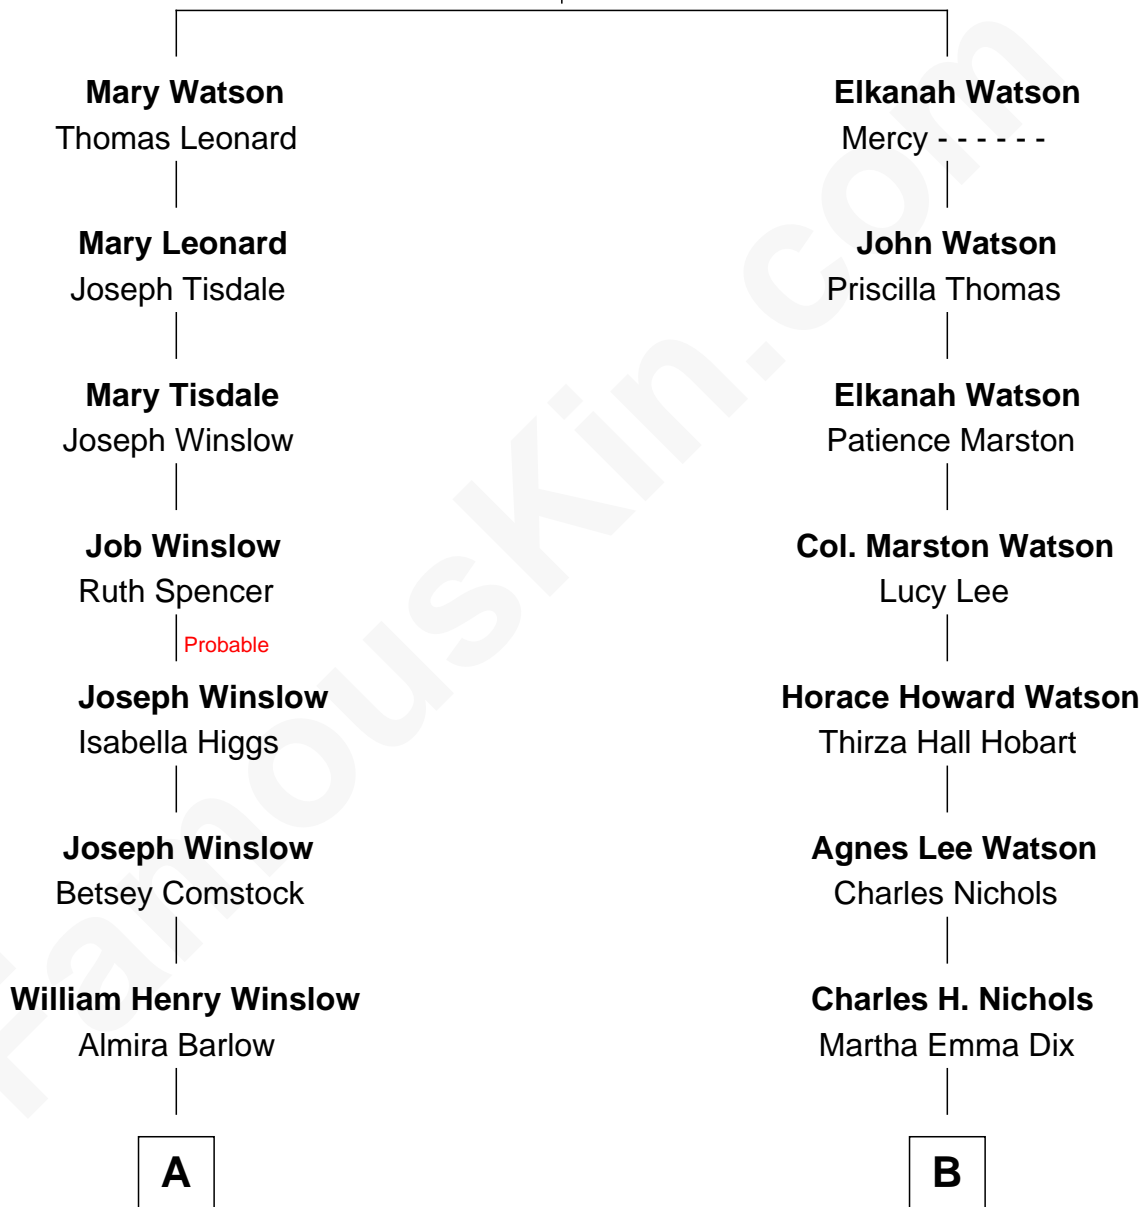 Mary Watson
Thomas Leonard
Mary Leonard
Joseph Tisdale
Mary Tisdale
Joseph Winslow
Job Winslow
Ruth Spencer
Probable
Joseph Winslow
Isabella Higgs
Joseph Winslow
Betsey Comstock
William Henry Winslow
Almira Barlow
A
Elkanah Watson
Mercy - - - - - -
John Watson
Priscilla Thomas
Elkanah Watson
Patience Marston
Col. Marston Watson
Lucy Lee
Horace Howard Watson
Thirza Hall Hobart
Agnes Lee Watson
Charles Nichols
Charles H. Nichols
Martha Emma Dix
B
FamousKin.com